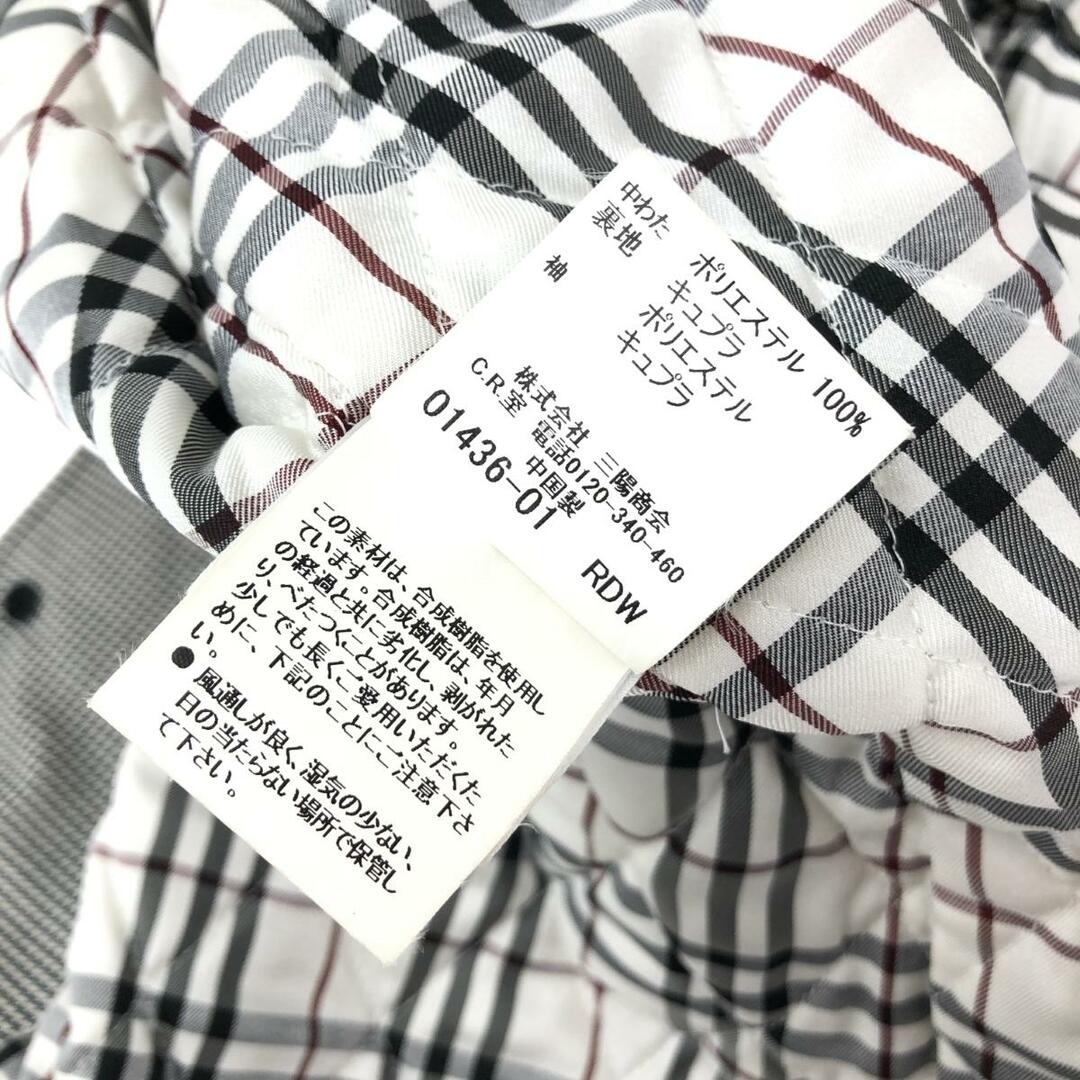 中わた ポリエステル 100%
裏地 キュプラ
ポリエステル
袖 キュプラ
株式会社 三陽商会
C.R.室 電話0120-340-460
中国製
01436-01 RDW
この素材は、合成樹脂を使用し
ています。合成樹脂は、年月
の経過と共に劣化し、剥がれた
り、べたつくことがあります。
少しでも長くご愛用いただくた
めに、下記のことにご注意下さ
い。
●風通しが良く、湿気の少ない、
日の当たらない場所で保管し
て下さい。